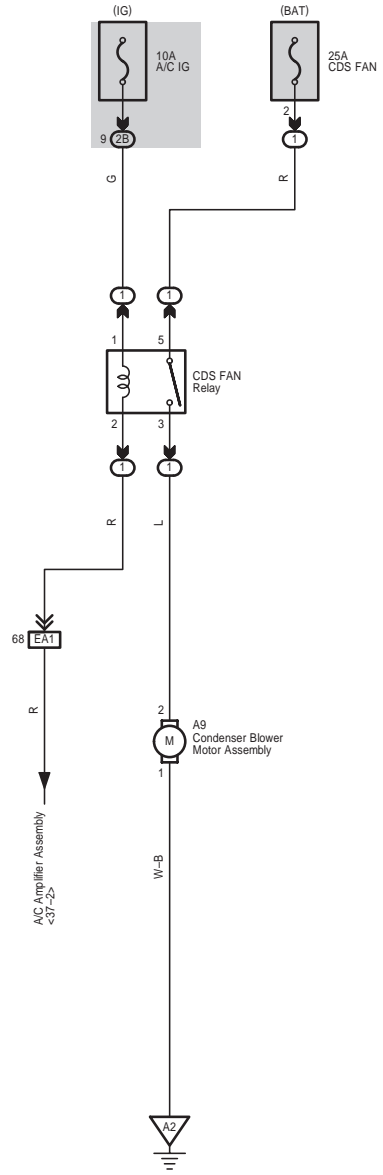 (IG)
(BAT)
10A
A/C IG
25A
CDS FAN
2
9 2B
1
G
R
1
1
1
5
CDS FAN
Relay
2
3
1
1
R
L
68 EA1
R
2
A9
Condenser Blower
Motor Assembly
M
1
A/C Amplifier Assembly
<37–2>
W–B
A2